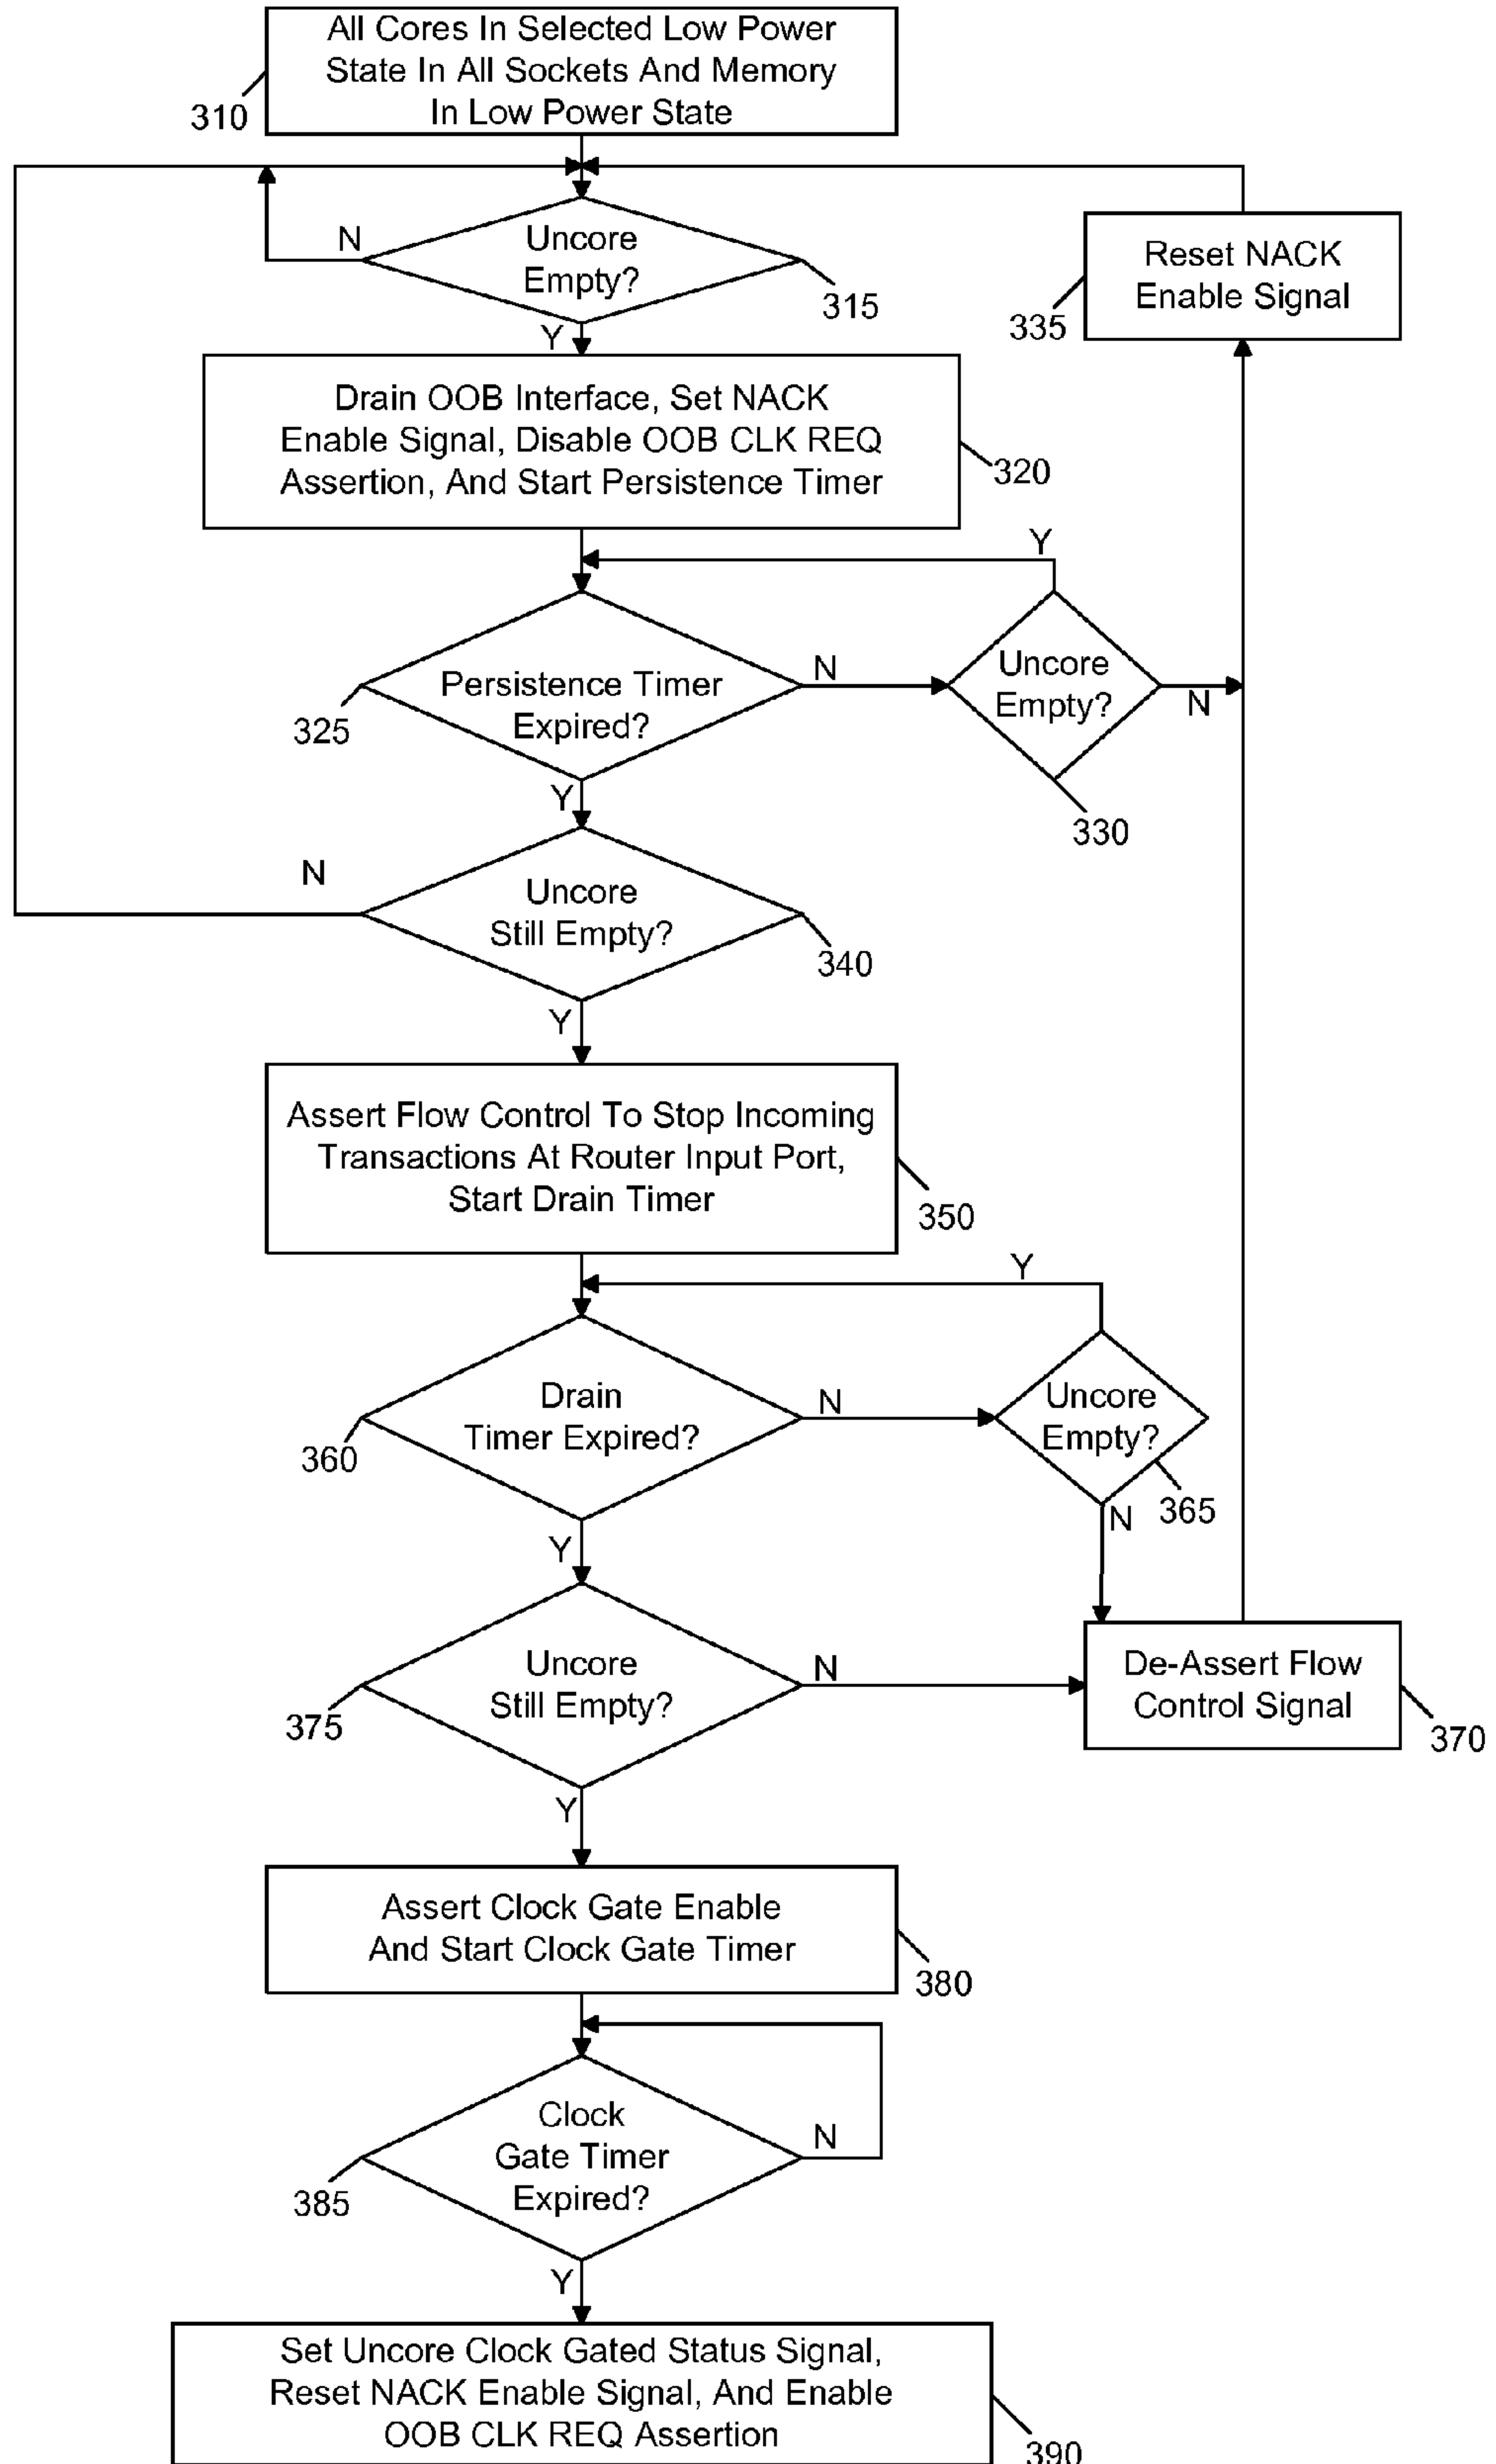 All Cores In Selected Low Power
State In All Sockets And Memory
In Low Power State
310
N
Uncore
Empty?
315
Y
Reset NACK
Enable Signal
335
Drain OOB Interface, Set NACK
Enable Signal, Disable OOB CLK REQ
Assertion, And Start Persistence Timer
320
Y
Persistence Timer
Expired?
325
N
Uncore
Empty?
N
330
Y
N
Uncore
Still Empty?
340
Y
Assert Flow Control To Stop Incoming
Transactions At Router Input Port,
Start Drain Timer
350
Y
Drain
Timer Expired?
360
N
Uncore
Empty?
365
N
Y
Uncore
Still Empty?
375
N
De-Assert Flow
Control Signal
370
Y
Assert Clock Gate Enable
And Start Clock Gate Timer
380
Clock
Gate Timer
Expired?
385
N
Y
Set Uncore Clock Gated Status Signal,
Reset NACK Enable Signal, And Enable
OOB CLK REQ Assertion
390